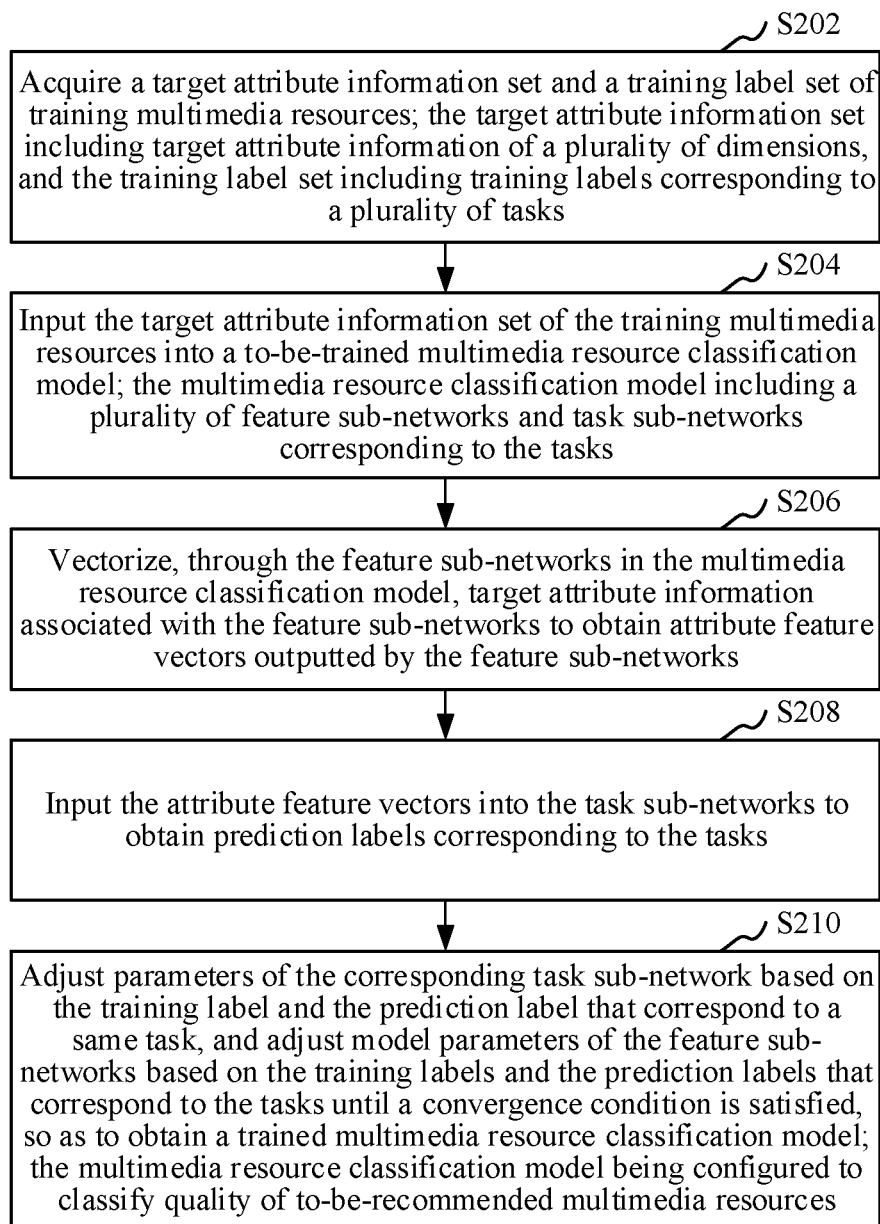 S202
Acquire a target attribute information set and a training label set of
training multimedia resources; the target attribute information set
including target attribute information of a plurality of dimensions,
and the training label set including training labels corresponding to
a plurality of tasks
S204
Input the target attribute information set of the training multimedia
resources into a to-be-trained multimedia resource classification
model; the multimedia resource classification model including a
plurality of feature sub-networks and task sub-networks
corresponding to the tasks
S206
Vectorize, through the feature sub-networks in the multimedia
resource classification model, target attribute information
associated with the feature sub-networks to obtain attribute feature
vectors outputted by the feature sub-networks
S208
Input the attribute feature vectors into the task sub-networks to
obtain prediction labels corresponding to the tasks
S210
Adjust parameters of the corresponding task sub-network based on
the training label and the prediction label that correspond to a
same task, and adjust model parameters of the feature sub-
networks based on the training labels and the prediction labels that
correspond to the tasks until a convergence condition is satisfied,
so as to obtain a trained multimedia resource classification model;
the multimedia resource classification model being configured to
classify quality of to-be-recommended multimedia resources